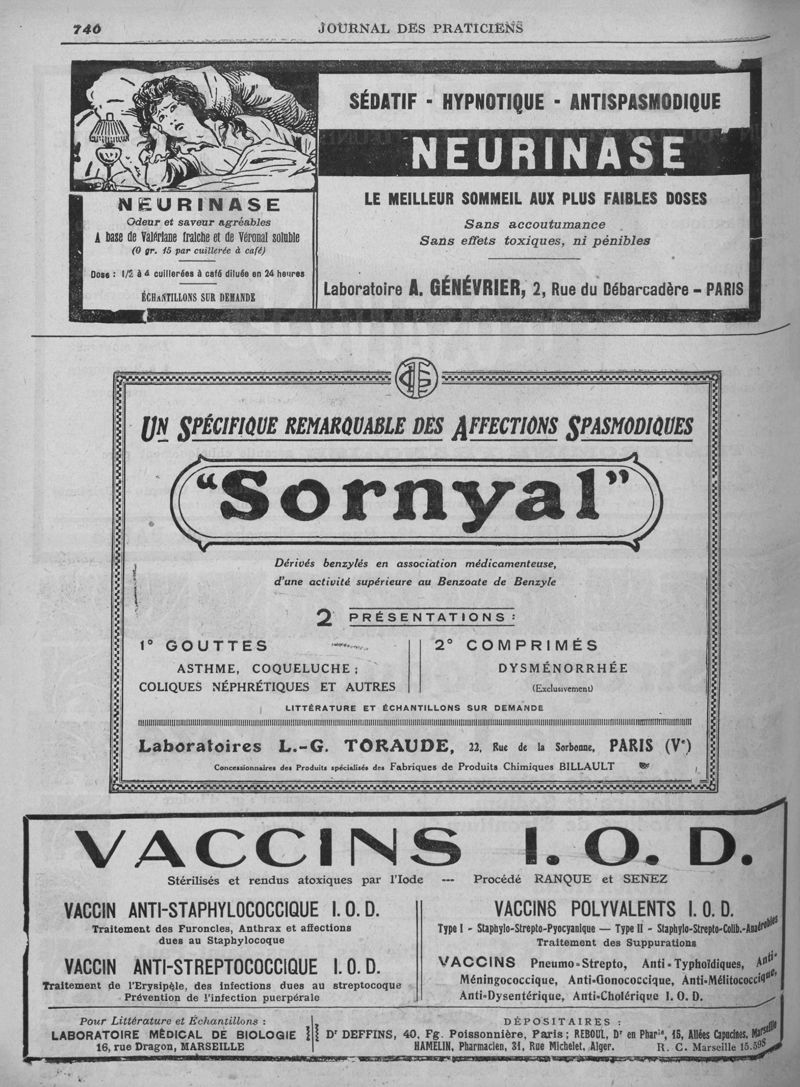 740
JOURNAL DES PRATICIENS
NEURINASE
Odeur et saveur agréables
A base de Valériane fraîche et de Véronal soluble
(0 gr. 15 par cuillerée à café)
Dose : 1/2 à 4 cuillerées à café diluée en 24 heures
ÉCHANTILLONS SUR DEMANDE
SÉDATIF - HYPNOTIQUE - ANTISPASMODIQUE
NEURINASE
LE MEILLEUR SOMMEIL AUX PLUS FAIBLES DOSES
Sans accoutumance
Sans effets toxiques, ni pénibles
Laboratoire A. GÉNÉVRIER, 2, Rue du Débarcadère - PARIS
UN SPÉCIFIQUE REMARQUABLE DES AFFECTIONS SPASMODIQUES
"Sornyal"
Dérivés benzylés en association médicamenteuse,
d'une activité supérieure au Benzoate de Benzyle
2 PRÉSENTATIONS :
1° GOUTTES
ASTHME, COQUELUCHE ;
COLIQUES NÉPHRÉTIQUES ET AUTRES
2° COMPRIMÉS
DYSMÉNORRHÉE
(Exclusivement)
LITTÉRATURE ET ÉCHANTILLONS SUR DEMANDE
Laboratoires L.-G. TORAUDE, 22, Rue de la Sorbonne, PARIS (Ve)
Concessionnaires des Produits spécialisés des Fabriques de Produits Chimiques BILLAULT
VACCINS I. O. D.
Stérilisés et rendus atoxiques par l'Iode --- Procédé RANQUE et SENEZ
VACCIN ANTI-STAPHYLOCOCCIQUE I. O. D.
Traitement des Furoncles, Anthrax et affections
dues au Staphylocoque
VACCIN ANTI-STREPTOCOCCIQUE I. O. D.
Traitement de l'Erysipèle, des infections dues au streptocoque
Prévention de l'infection puerpérale
VACCINS POLYVALENTS I. O. D.
Type I - Staphylo-Strepto-Pyocyanique — Type II - Staphylo-Strepto-Colib.-Anaérobies
Traitement des Suppurations
VACCINS Pneumo-Strepto, Anti-Typhoïdiques, Anti-
Méningococcique, Anti-Gonococcique, Anti-Mélitococcique,
Anti-Dysentérique, Anti-Cholérique I. O. D.
Pour Littérature et Échantillons :
LABORATOIRE MÉDICAL DE BIOLOGIE
16, rue Dragon, MARSEILLE
DÉPOSITAIRES :
Dr DEFFINS, 40, Fg. Poissonnière, Paris ; REBOUL, Dr en Phar<sup>ie</sup>, 15, Allées Capucines, Marseille
HAMELIN, Pharmacien, 31, Rue Michelet, Alger. R. C. Marseille 15.598